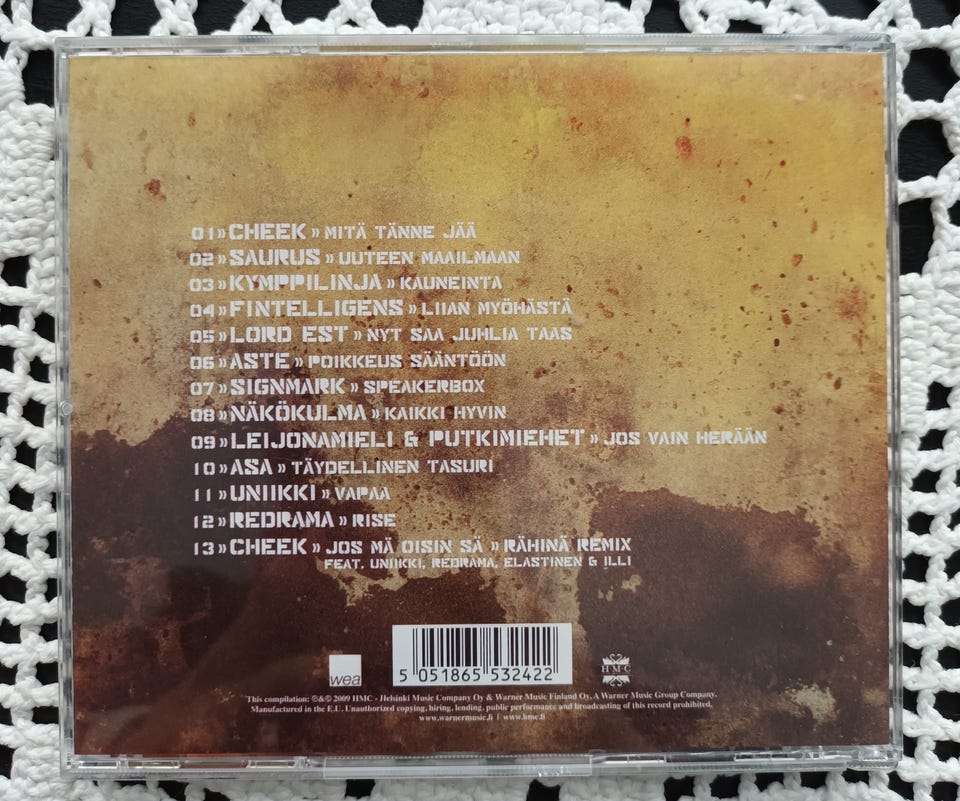 01 » CHEEK » MITÄ TÄNNE JÄÄ
02 » SAURUS » UUTEEN MAAILMAAN
03 » KYMPPILINJA » KAUNEINTA
04 » FINTELLIGENS » LIIAN MYÖHÄSTÄ
05 » LORD EST » NYT SAA JUHLIA TAAS
06 » ASTE » POIKKEUS SÄÄNTÖÖN
07 » SIGNMARK » SPEAKERBOX
08 » NÄKÖKULMA » KAIKKI HYVIN
09 » LEIJONAMIELI & PUTKIMIEHET » JOS VAIN HERÄÄN
10 » ASA » TÄYDELLINEN TASURI
11 » UNIIKKI » VAPAA
12 » REDRAMA » RISE
13 » CHEEK » JOS MÄ OISIN SÄ » RÄHINÄ REMIX
FEAT. UNIIKKI, REDRAMA, ELASTINEN & ILLI
wea
5 051865 532422
HMC
This compilation: ℗&© 2009 HMC - Helsinki Music Company Oy & Warner Music Finland Oy, A Warner Music Group Company.
Manufactured in the E.U. Unauthorized copying, hiring, lending, public performance and broadcasting of this record prohibited.
www.warnermusic.fi | www.hmc.fi